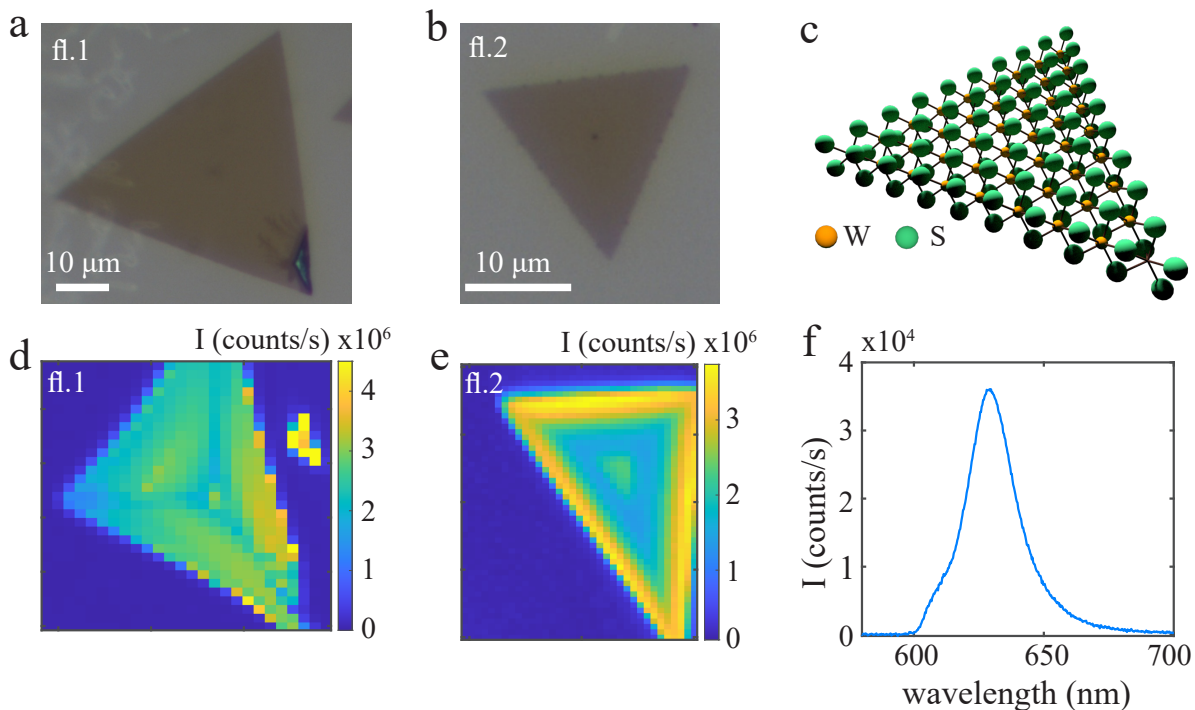 a
fl.1
10 μm
b
fl.2
10 μm
c
W
S
d
I (counts/s) x10⁶
fl.1
4
3
2
1
0
e
I (counts/s) x10⁶
fl.2
3
2
1
0
f
x10⁴
4
3
2
1
0
I (counts/s)
600
650
700
wavelength (nm)